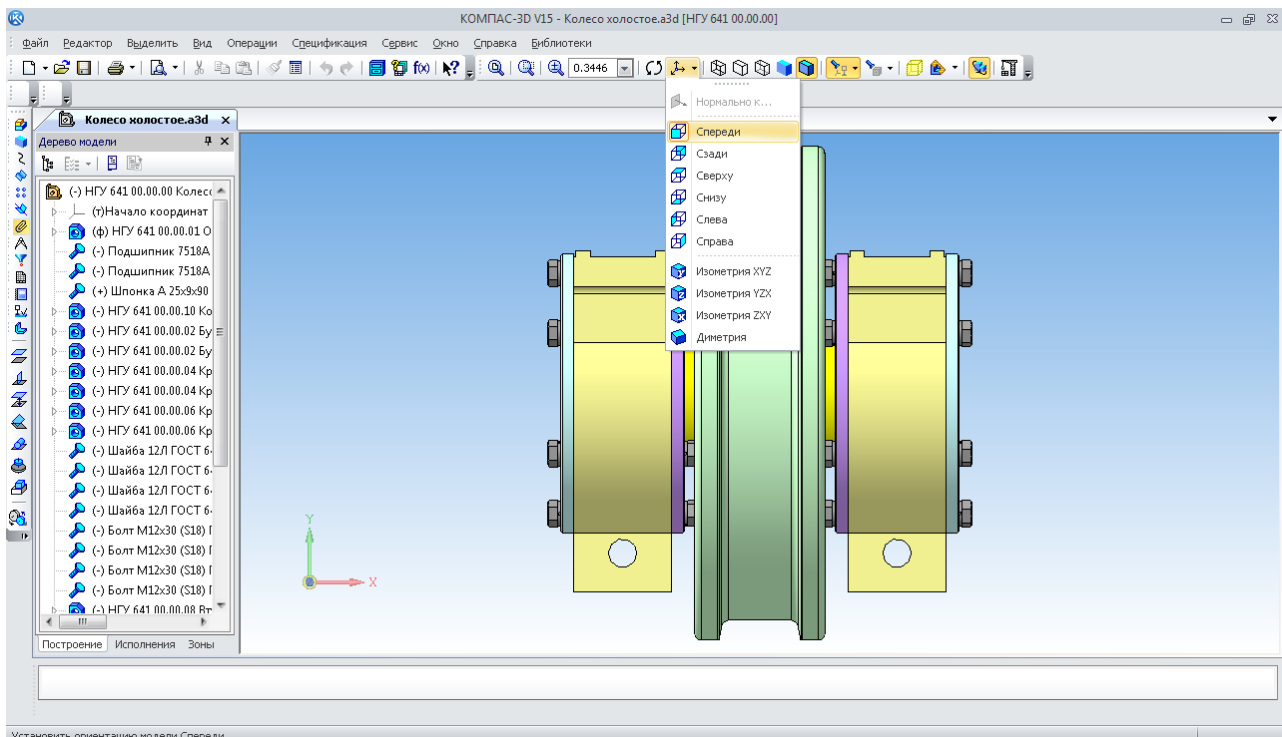 КОМПАС-3D V15 - Колесо холостое.a3d [НГУ 641 00.00.00]
Файл Редактор Выделить Вид Операции Спецификация Сервис Окно Справка Библиотеки
0.3446
Колесо холостое.a3d
Дерево модели
(-) НГУ 641 00.00.00 Колесс
(т)Начало координат
(ф) НГУ 641 00.00.01 О
(-) Подшипник 7518А
(-) Подшипник 7518А
(+) Шпонка А 25х9х90
(-) НГУ 641 00.00.10 Ко
(-) НГУ 641 00.00.02 Бу
(-) НГУ 641 00.00.02 Бу
(-) НГУ 641 00.00.04 Кр
(-) НГУ 641 00.00.04 Кр
(-) НГУ 641 00.00.06 Кр
(-) НГУ 641 00.00.06 Кр
(-) Шайба 12Л ГОСТ 6
(-) Шайба 12Л ГОСТ 6
(-) Шайба 12Л ГОСТ 6
(-) Шайба 12Л ГОСТ 6
(-) Болт М12х30 (S18) Г
(-) Болт М12х30 (S18) Г
(-) Болт М12х30 (S18) Г
(-) Болт М12х30 (S18) Г
(-) НГУ 641 00.00.08 Вт
Построение Исполнения Зоны
Нормально к...
Спереди
Сзади
Сверху
Снизу
Слева
Справа
Изометрия XYZ
Изометрия YZX
Изометрия ZXY
Диметрия
Y
X
Установить ориентацию модели Спереди